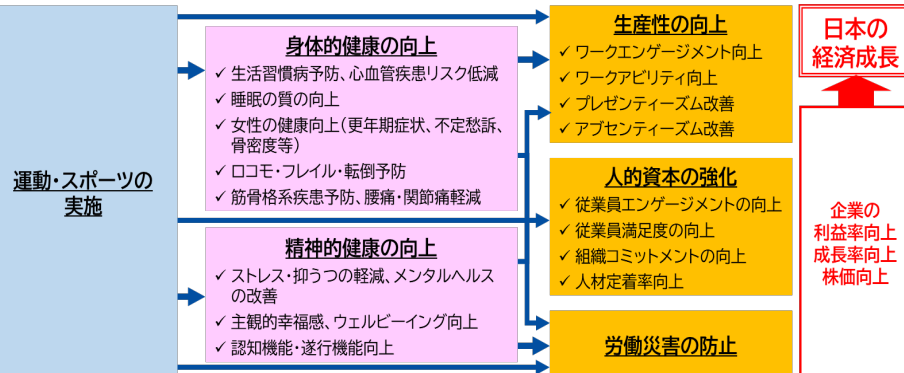 運動・スポーツの
実施
身体的健康の向上
✓ 生活習慣病予防、心血管疾患リスク低減
✓ 睡眠の質の向上
✓ 女性の健康向上（更年期症状、不定愁訴、
骨密度等）
✓ ロコモ・フレイル・転倒予防
✓ 筋骨格系疾患予防、腰痛・関節痛軽減
精神的健康の向上
✓ ストレス・抑うつの軽減、メンタルヘルス
の改善
✓ 主観的幸福感、ウェルビーイング向上
✓ 認知機能・遂行機能向上
生産性の向上
✓ ワークエンゲージメント向上
✓ ワークアビリティ向上
✓ プレゼンティーズム改善
✓ アブセンティーズム改善
人的資本の強化
✓ 従業員エンゲージメントの向上
✓ 従業員満足度の向上
✓ 組織コミットメントの向上
✓ 人材定着率向上
労働災害の防止
日本の
経済成長
企業の
利益率向上
成長率向上
株価向上